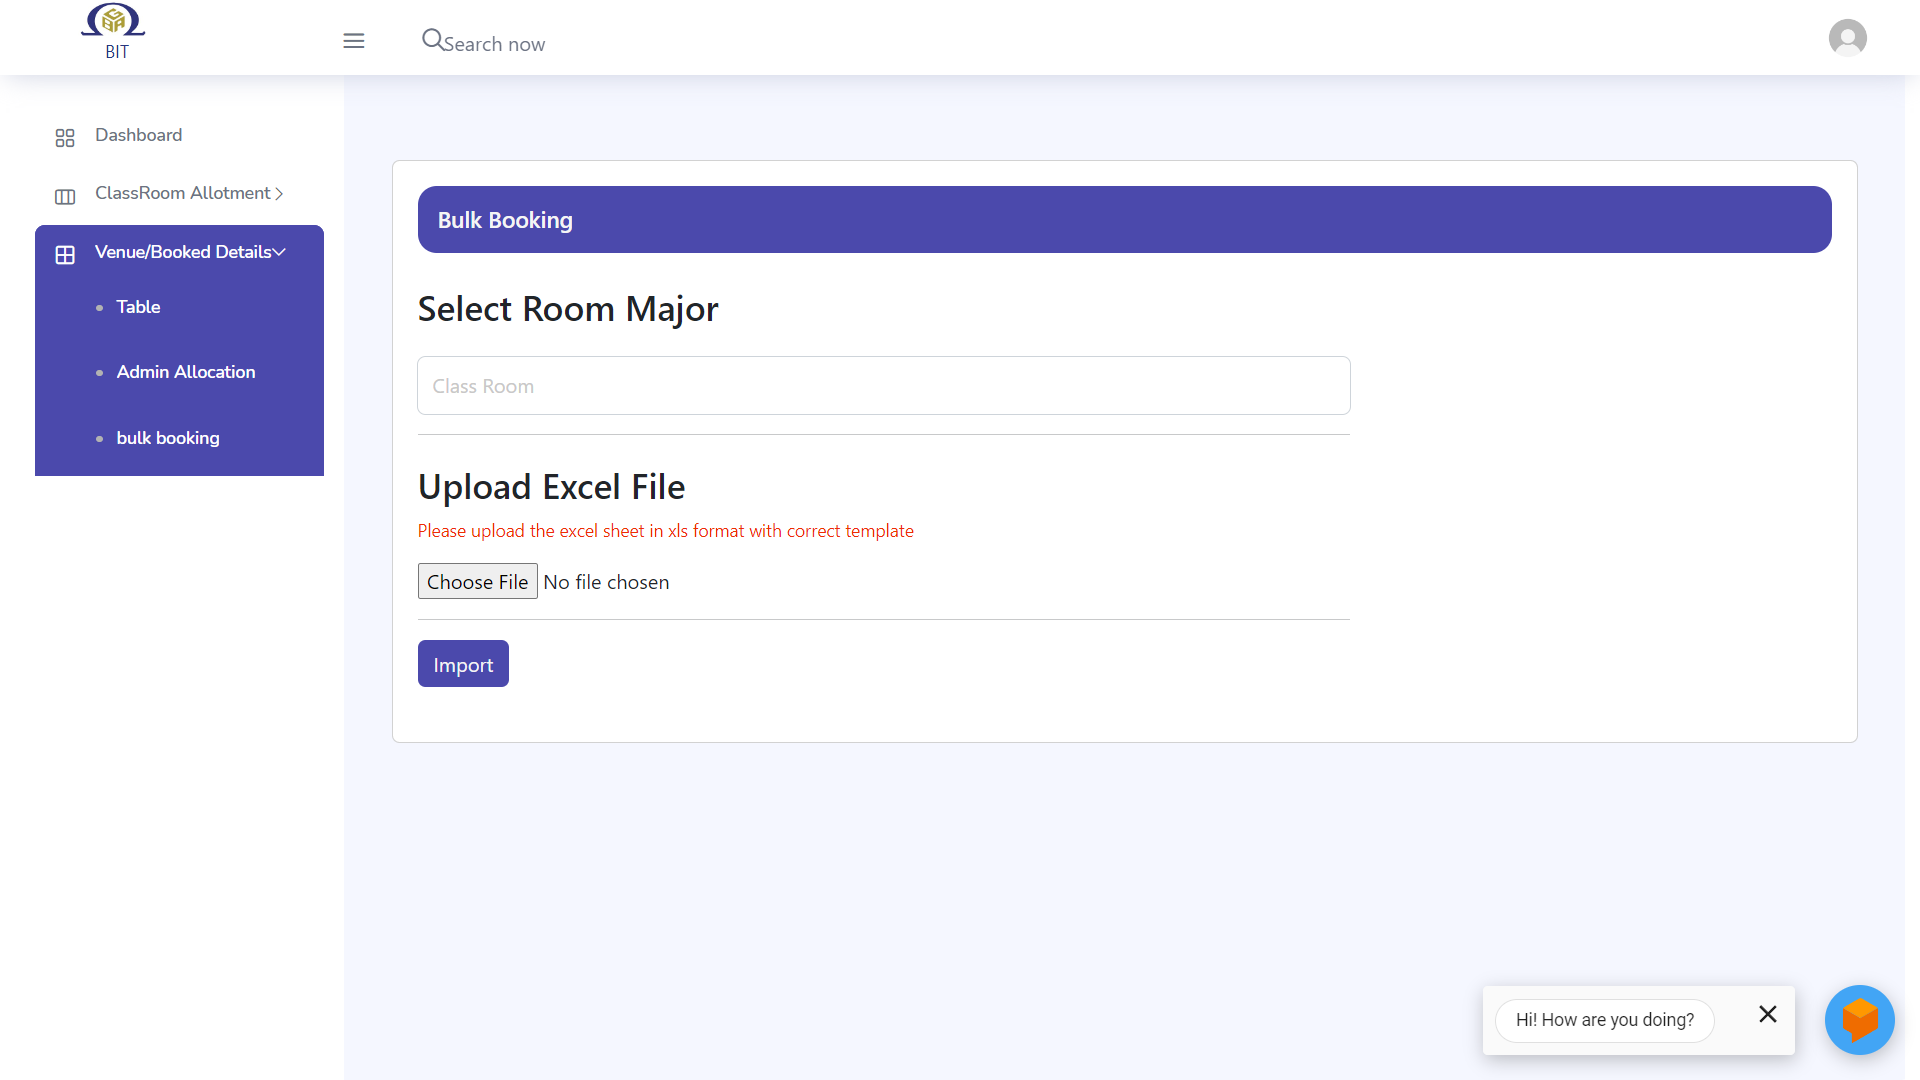 BIT
Search now
Dashboard
ClassRoom Allotment
Venue/Booked Details
Table
Admin Allocation
bulk booking
Bulk Booking
Select Room Major
Class Room
Upload Excel File
Please upload the excel sheet in xls format with correct template
Choose File No file chosen
Import
Hi! How are you doing?